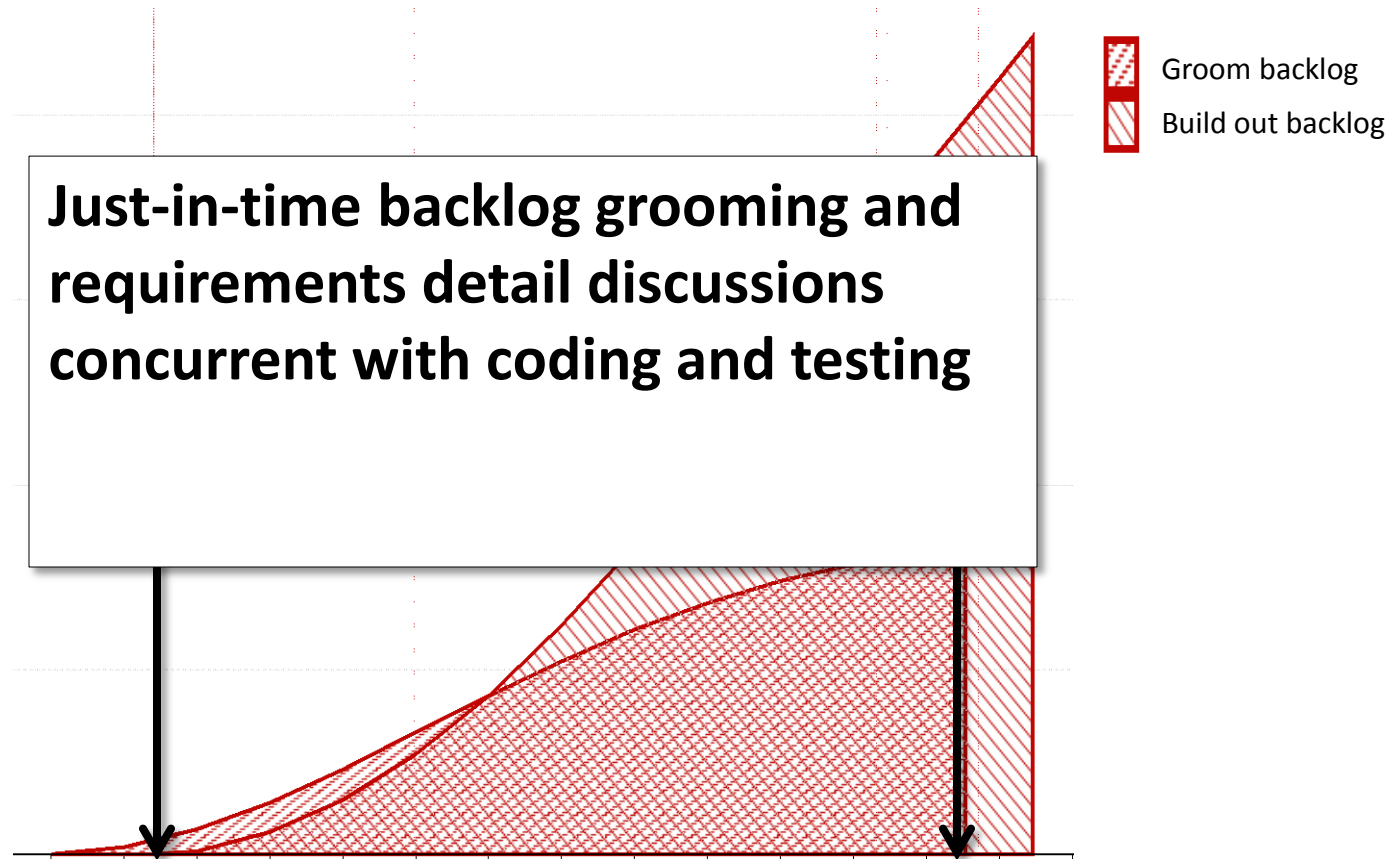 Groom backlog
Build out backlog
Just-in-time backlog grooming and
requirements detail discussions
concurrent with coding and testing